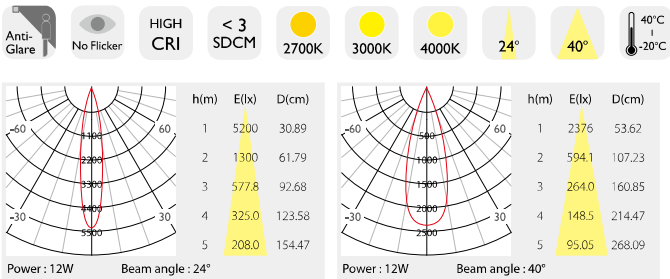 Anti-
Glare
No Flicker
HIGH
CRI
< 3
SDCM
2700K
3000K
4000K
24°
40°
40°C
-20°C
-60
60
1100
2200
3300
-30
4400
30
5500
Power : 12W
Beam angle : 24°
h(m) E(lx) D(cm)
1 5200 30.89
2 1300 61.79
3 577.8 92.68
4 325.0 123.58
5 208.0 154.47
-60
60
500
1000
1500
-30
2000
30
2500
Power : 12W
Beam angle : 40°
h(m) E(lx) D(cm)
1 2376 53.62
2 594.1 107.23
3 264.0 160.85
4 148.5 214.47
5 95.05 268.09